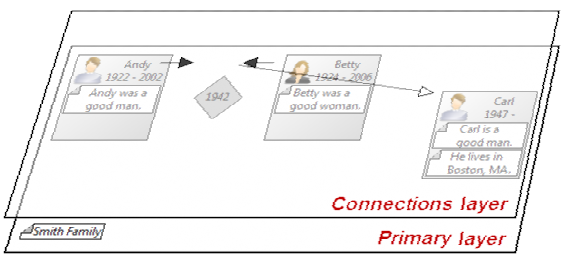 Andy
1922 - 2002
Andy was a
good man.
1942
Betty
1924 - 2006
Betty was a
good woman.
Carl
1947 -
Carl is a
good man.
He lives in
Boston, MA.
Connections layer
Smith Family
Primary layer